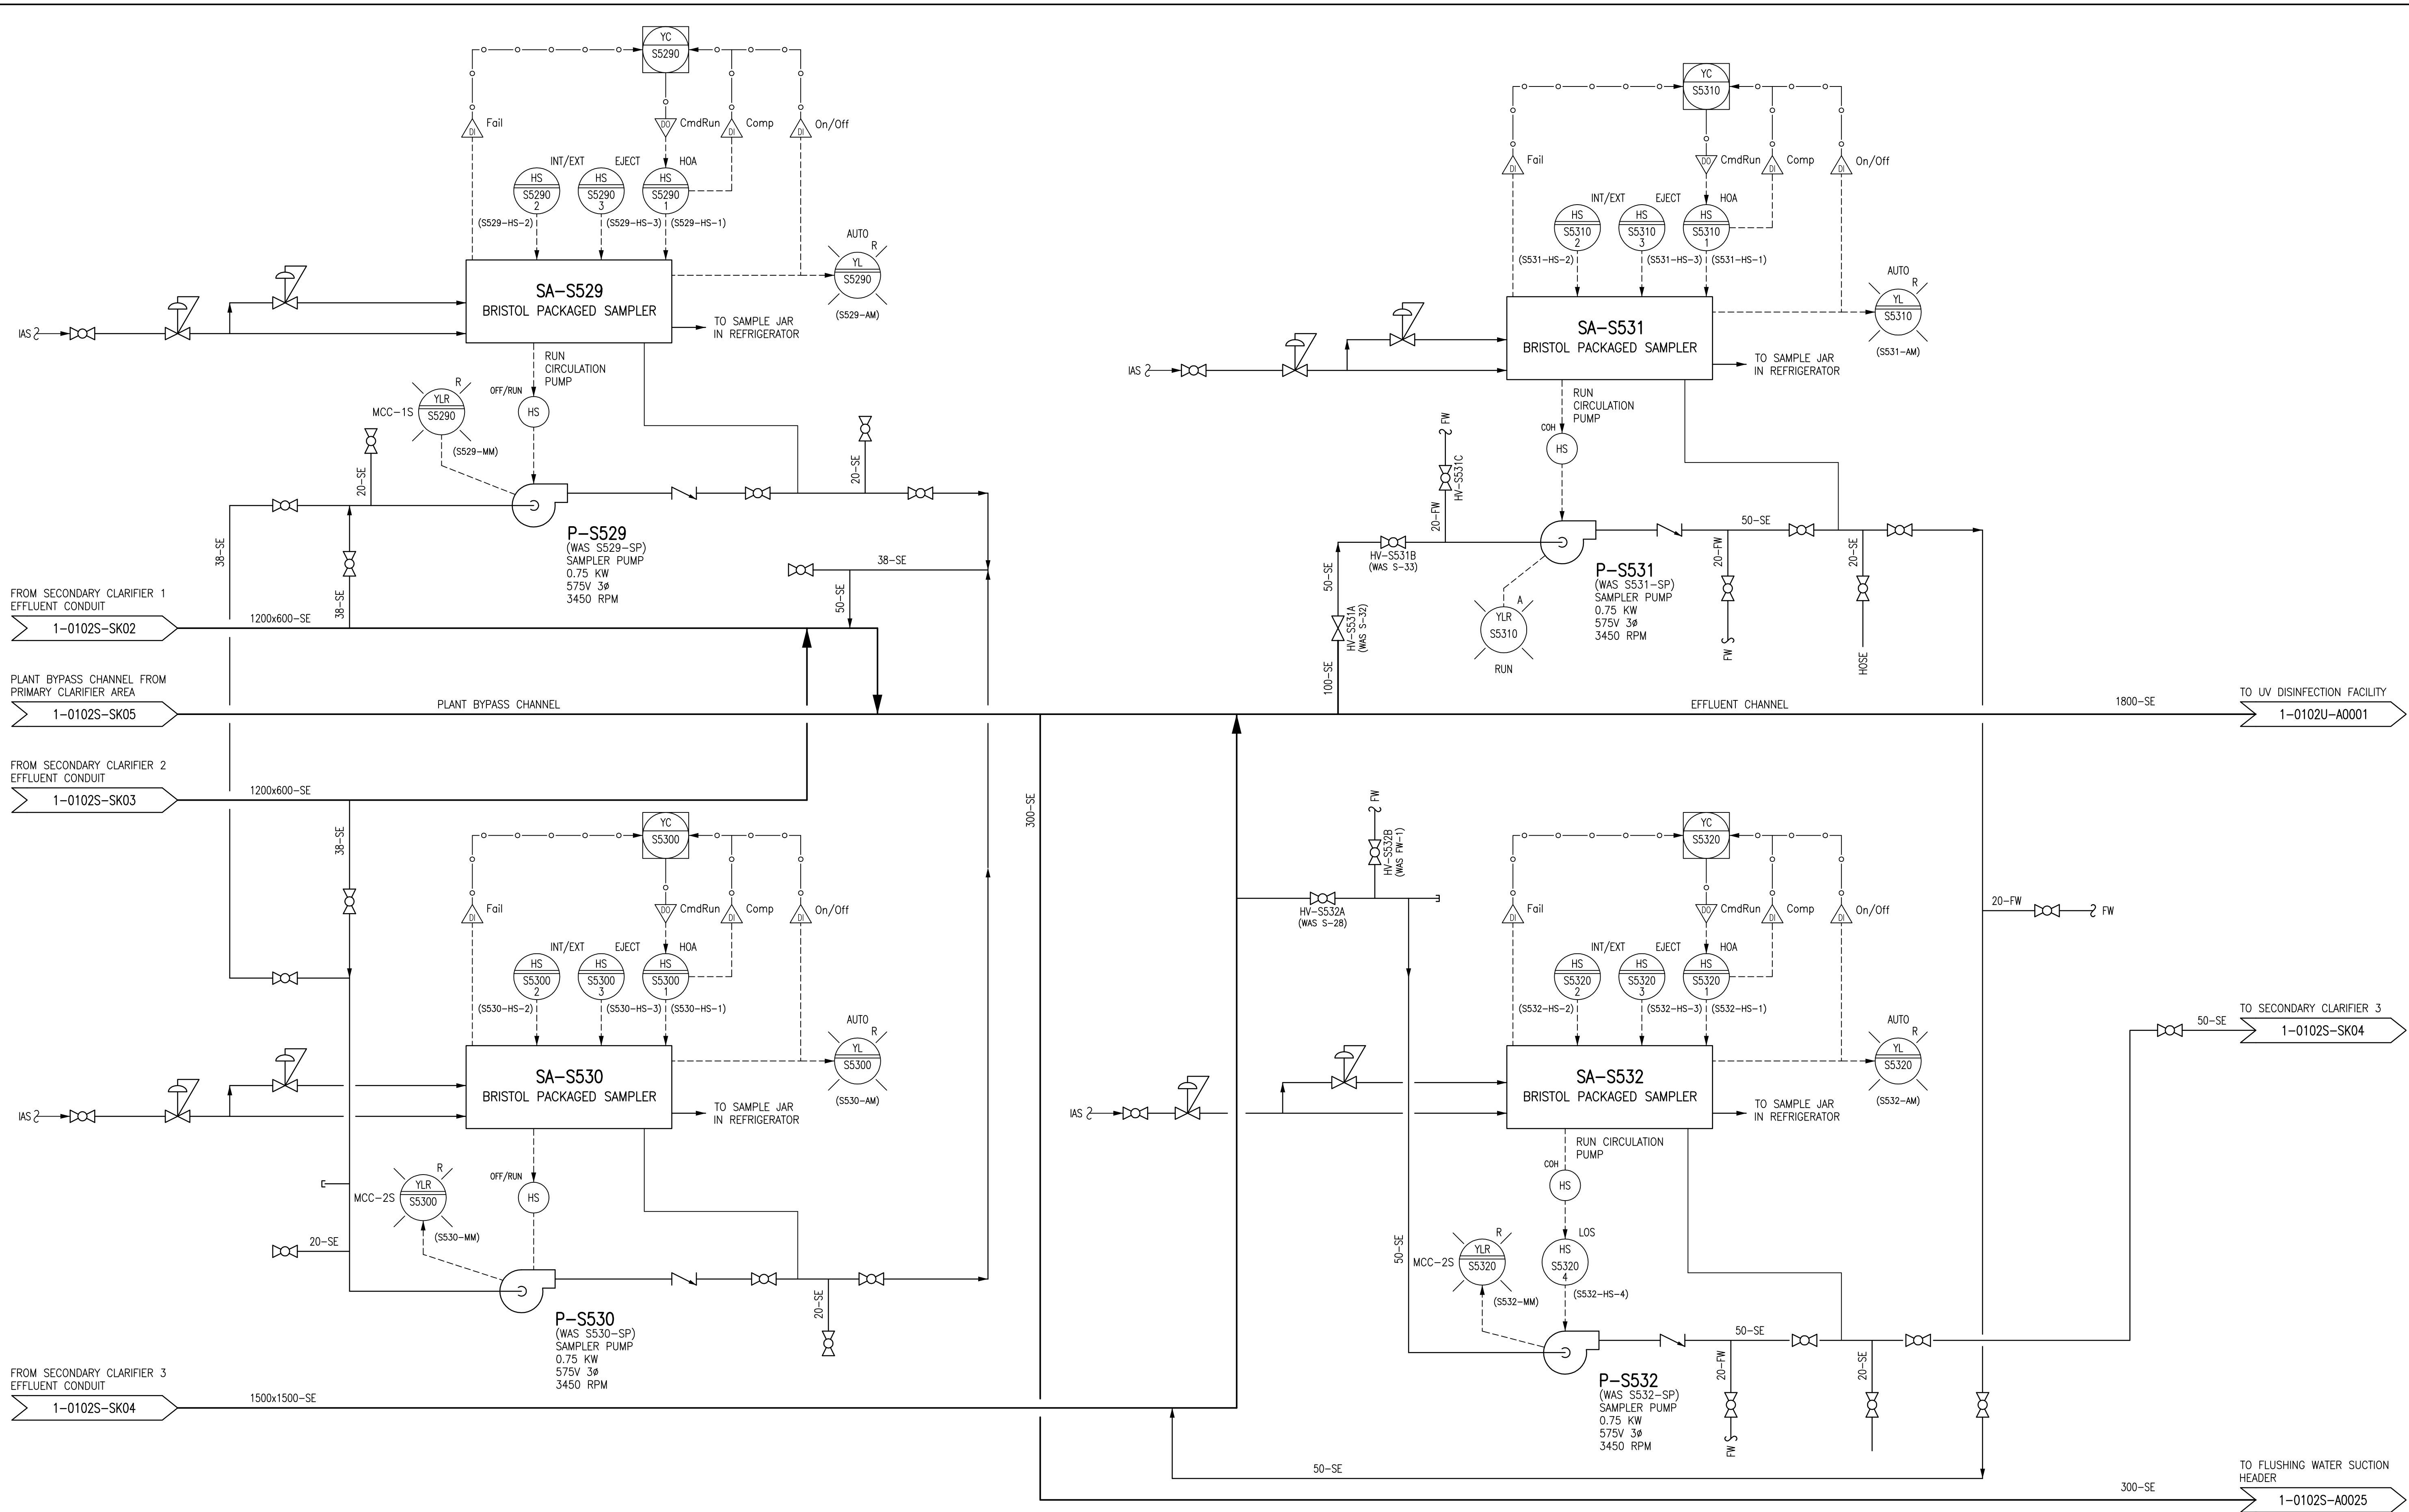 YC
S5290
Fail
DI
DO
CmdRun
DI
Comp
DI
On/Off
INT/EXT
EJECT
HOA
HS
S5290
2
HS
S5290
3
HS
S5290
1
(S529-HS-2)
(S529-HS-3)
(S529-HS-1)
AUTO
R
YL
S5290
(S529-AM)
SA-S529
BRISTOL PACKAGED SAMPLER
IAS
TO SAMPLE JAR
IN REFRIGERATOR
RUN
CIRCULATION
PUMP
OFF/RUN
HS
MCC-1S
R
YLR
S5290
(S529-MM)
20-SE
20-SE
38-SE
38-SE
P-S529
(WAS S529-SP)
SAMPLER PUMP
0.75 KW
575V 3ø
3450 RPM
38-SE
50-SE
FROM SECONDARY CLARIFIER 1
EFFLUENT CONDUIT
1-0102S-SK02
1200x600-SE
PLANT BYPASS CHANNEL FROM
PRIMARY CLARIFIER AREA
1-0102S-SK05
PLANT BYPASS CHANNEL
FROM SECONDARY CLARIFIER 2
EFFLUENT CONDUIT
1-0102S-SK03
1200x600-SE
38-SE
300-SE
YC
S5300
Fail
DI
DO
CmdRun
DI
Comp
DI
On/Off
INT/EXT
EJECT
HOA
HS
S5300
2
HS
S5300
3
HS
S5300
1
(S530-HS-2)
(S530-HS-3)
(S530-HS-1)
AUTO
R
YL
S5300
(S530-AM)
SA-S530
BRISTOL PACKAGED SAMPLER
IAS
TO SAMPLE JAR
IN REFRIGERATOR
OFF/RUN
HS
MCC-2S
R
YLR
S5300
(S530-MM)
20-SE
20-SE
P-S530
(WAS S530-SP)
SAMPLER PUMP
0.75 KW
575V 3ø
3450 RPM
FROM SECONDARY CLARIFIER 3
EFFLUENT CONDUIT
1-0102S-SK04
1500x1500-SE
YC
S5310
Fail
DI
DO
CmdRun
DI
Comp
DI
On/Off
INT/EXT
EJECT
HOA
HS
S5310
2
HS
S5310
3
HS
S5310
1
(S531-HS-2)
(S531-HS-3)
(S531-HS-1)
AUTO
R
YL
S5310
(S531-AM)
SA-S531
BRISTOL PACKAGED SAMPLER
IAS
TO SAMPLE JAR
IN REFRIGERATOR
RUN
CIRCULATION
PUMP
COH
HS
FW
HV-S531C
20-FW
HV-S531B
(WAS S-33)
50-SE
HV-S531A
(WAS S-32)
100-SE
A
YLR
S5310
RUN
P-S531
(WAS S531-SP)
SAMPLER PUMP
0.75 KW
575V 3ø
3450 RPM
50-SE
20-FW
FW
20-SE
HOSE
EFFLUENT CHANNEL
1800-SE
TO UV DISINFECTION FACILITY
1-0102U-A0001
FW
HV-S532B
(WAS FW-1)
HV-S532A
(WAS S-28)
YC
S5320
Fail
DI
DO
CmdRun
DI
Comp
DI
On/Off
INT/EXT
EJECT
HOA
HS
S5320
2
HS
S5320
3
HS
S5320
1
(S532-HS-2)
(S532-HS-3)
(S532-HS-1)
AUTO
R
YL
S5320
(S532-AM)
20-FW
FW
SA-S532
BRISTOL PACKAGED SAMPLER
IAS
TO SAMPLE JAR
IN REFRIGERATOR
TO SECONDARY CLARIFIER 3
50-SE
1-0102S-SK04
RUN CIRCULATION
PUMP
COH
HS
LOS
HS
S5320
4
(S532-HS-4)
MCC-2S
R
YLR
S5320
(S532-MM)
50-SE
50-SE
20-FW
FW
20-SE
P-S532
(WAS S532-SP)
SAMPLER PUMP
0.75 KW
575V 3ø
3450 RPM
50-SE
TO FLUSHING WATER SUCTION
HEADER
300-SE
1-0102S-A0025